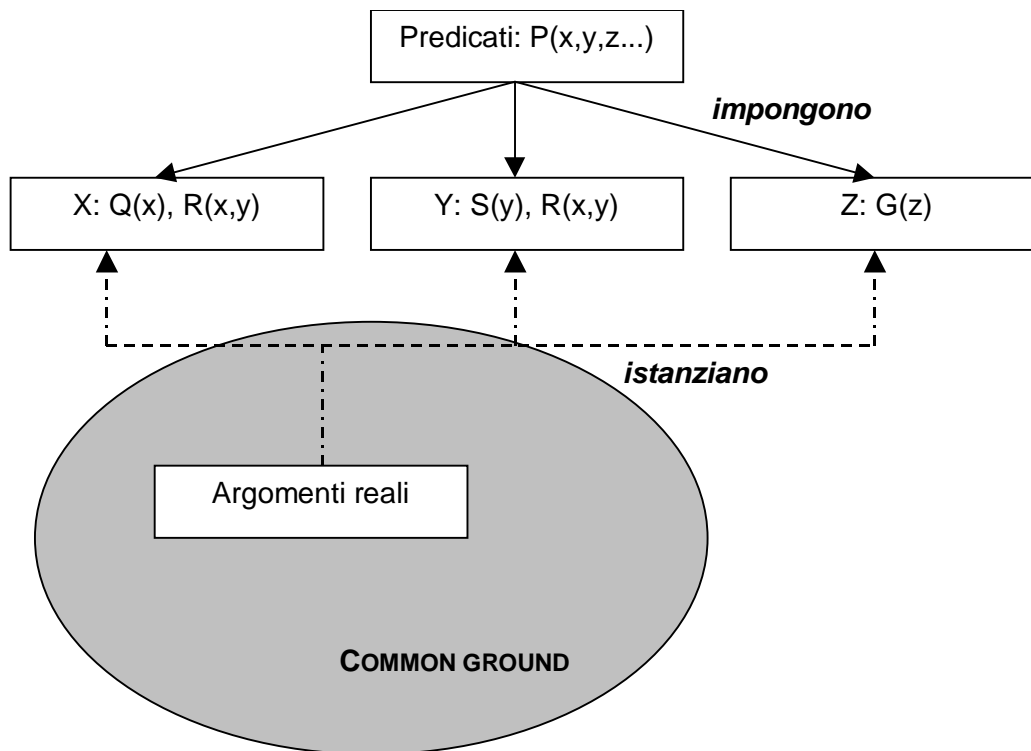 Predicati: P(x,y,z...)
impongono
X: Q(x), R(x,y)
Y: S(y), R(x,y)
Z: G(z)
istanziano
Argomenti reali
COMMON GROUND